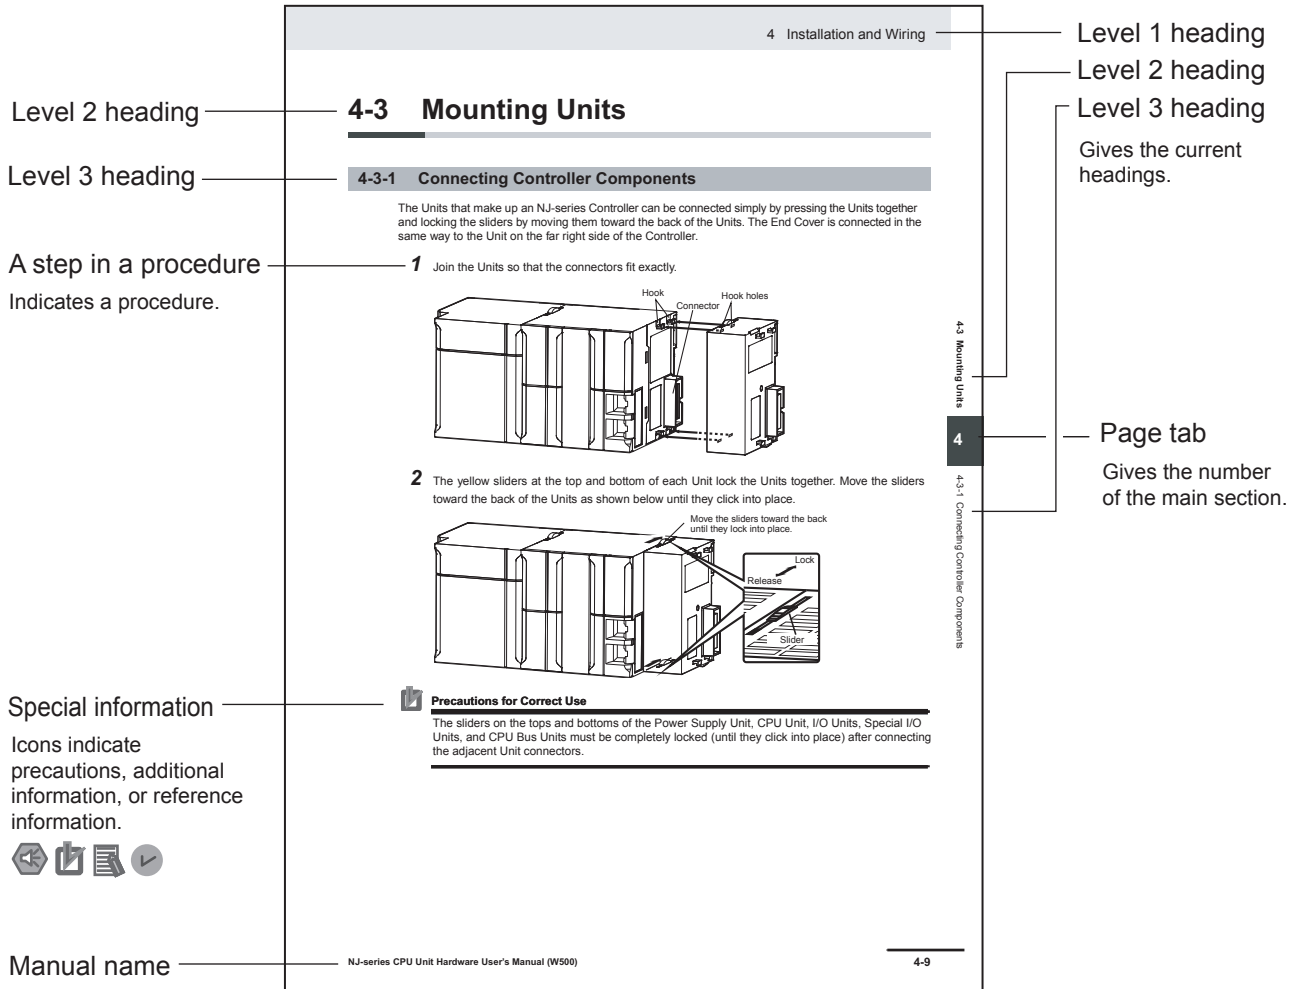 4 Installation and Wiring
Level 1 heading
Level 2 heading
Level 3 heading
Gives the current
headings.
Level 2 heading
4-3 Mounting Units
Level 3 heading
4-3-1 Connecting Controller Components
The Units that make up an NJ-series Controller can be connected simply by pressing the Units together
and locking the sliders by moving them toward the back of the Units. The End Cover is connected in the
same way to the Unit on the far right side of the Controller.
A step in a procedure
Indicates a procedure.
1 Join the Units so that the connectors fit exactly.
Hook
Connector
Hook holes
4-3 Mounting Units
4
Page tab
Gives the number
of the main section.
4-3-1 Connecting Controller Components
2 The yellow sliders at the top and bottom of each Unit lock the Units together. Move the sliders
toward the back of the Units as shown below until they click into place.
Move the sliders toward the back
until they lock into place.
Lock
Release
Slider
Special information
Icons indicate
precautions, additional
information, or reference
information.
Precautions for Correct Use
The sliders on the tops and bottoms of the Power Supply Unit, CPU Unit, I/O Units, Special I/O
Units, and CPU Bus Units must be completely locked (until they click into place) after connecting
the adjacent Unit connectors.
Manual name
NJ-series CPU Unit Hardware User's Manual (W500)
4-9